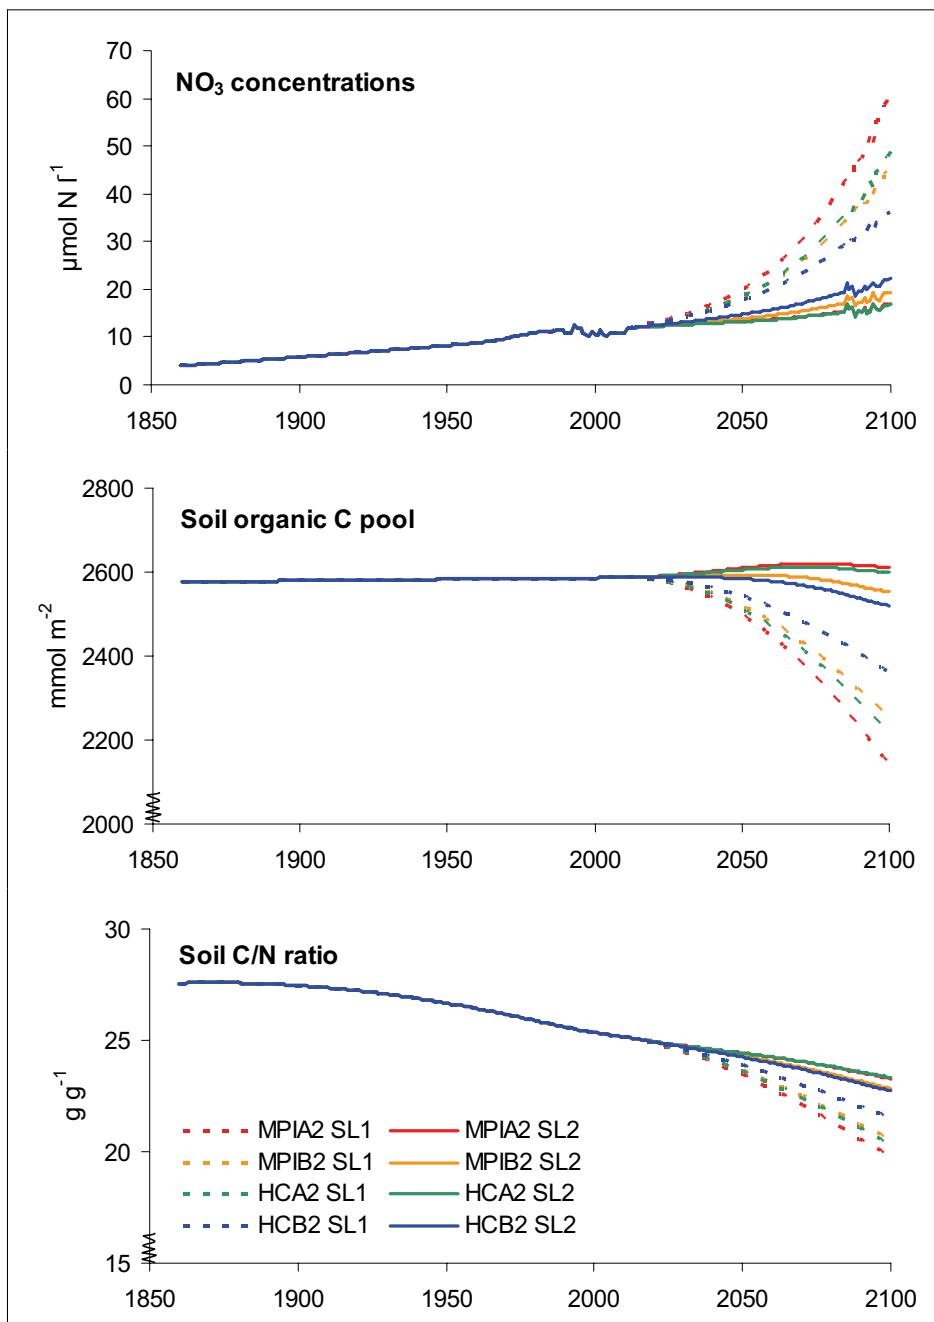 NO₃ concentrations
µmol N l⁻¹
70
60
50
40
30
20
10
0
1850 1900 1950 2000 2050 2100
Soil organic C pool
mmol m⁻²
2800
2600
2400
2200
2000
1850 1900 1950 2000 2050 2100
Soil C/N ratio
g g⁻¹
30
25
20
15
MPIA2 SL1 MPIA2 SL2
MPIB2 SL1 MPIB2 SL2
HCA2 SL1 HCA2 SL2
HCB2 SL1 HCB2 SL2
1850 1900 1950 2000 2050 2100